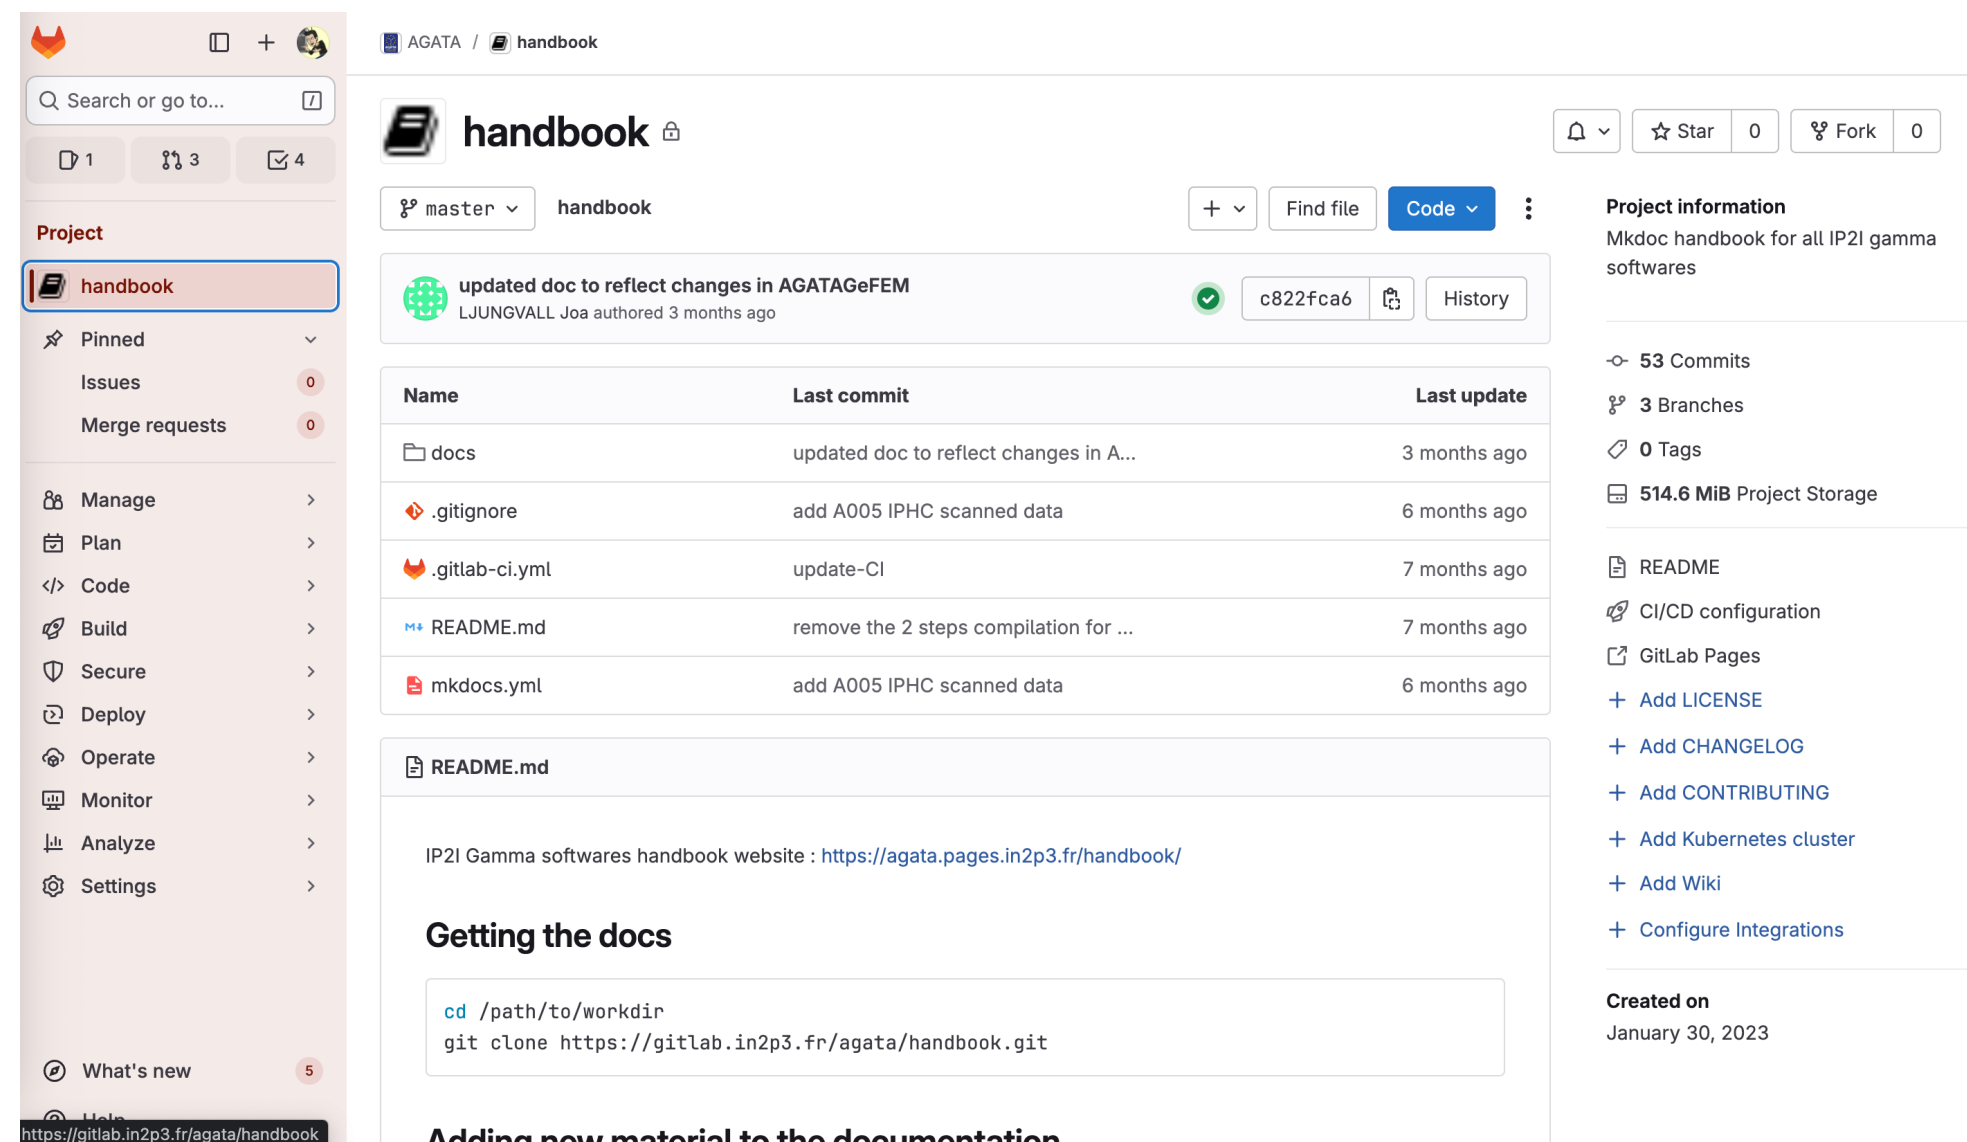 AGATA / handbook
Search or go to... /
1 3 4
Project
handbook
Pinned
Issues 0
Merge requests 0
Manage
Plan
Code
Build
Secure
Deploy
Operate
Monitor
Analyze
Settings
What's new 5
Help
https://gitlab.in2p3.fr/agata/handbook
handbook
Star 0 Fork 0
master handbook Find file Code
updated doc to reflect changes in AGATAGeFEM
LJUNGVALL Joa authored 3 months ago
c822fca6 History
Name Last commit Last update
docs updated doc to reflect changes in A... 3 months ago
.gitignore add A005 IPHC scanned data 6 months ago
.gitlab-ci.yml update-CI 7 months ago
README.md remove the 2 steps compilation for ... 7 months ago
mkdocs.yml add A005 IPHC scanned data 6 months ago
README.md
IP2I Gamma softwares handbook website : https://agata.pages.in2p3.fr/handbook/
Getting the docs
cd /path/to/workdir
git clone https://gitlab.in2p3.fr/agata/handbook.git
Adding new material to the documentation
Project information
Mkdoc handbook for all IP2I gamma
softwares
53 Commits
3 Branches
0 Tags
514.6 MiB Project Storage
README
CI/CD configuration
GitLab Pages
Add LICENSE
Add CHANGELOG
Add CONTRIBUTING
Add Kubernetes cluster
Add Wiki
Configure Integrations
Created on
January 30, 2023